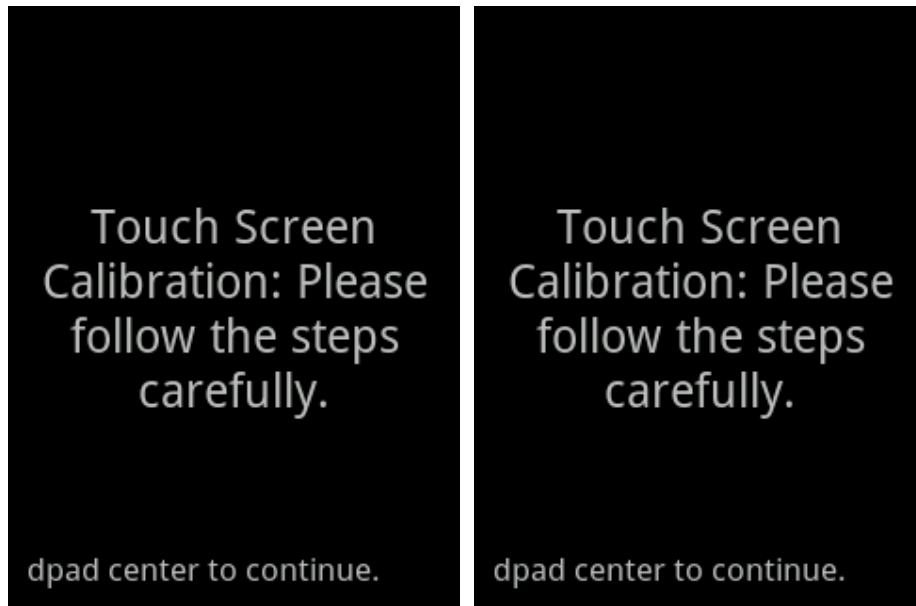 Touch Screen
Calibration: Please
follow the steps
carefully.
dpad center to continue.
Touch Screen
Calibration: Please
follow the steps
carefully.
dpad center to continue.